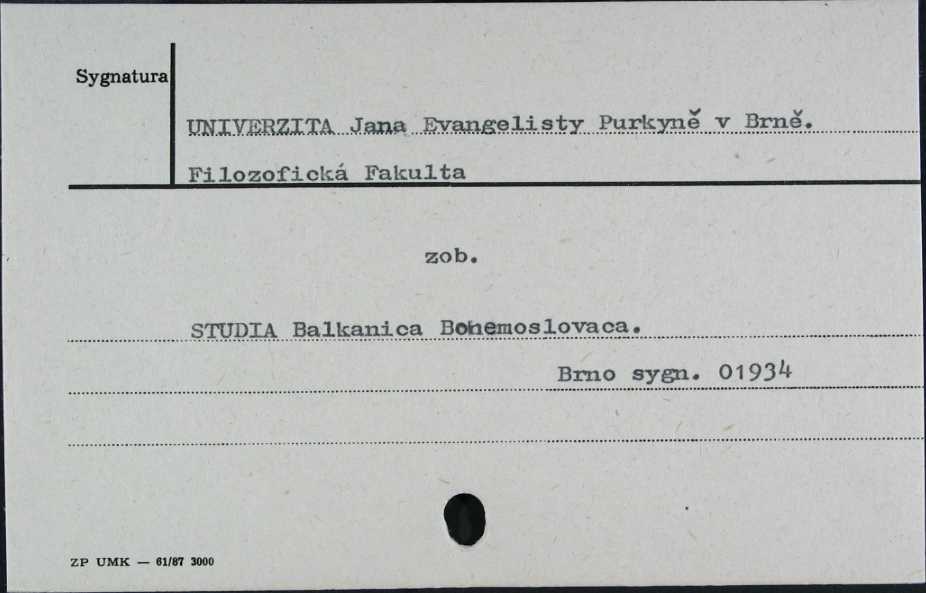 Sygnatura
UNIVERZITA Jana Evangelisty Purkyně v Brně.
Filozofická Fakulta
zob.
STUDIA Balkanica Bohemoslovaca.
Brno sygn. 01934
ZP UMK — 61/87 3000